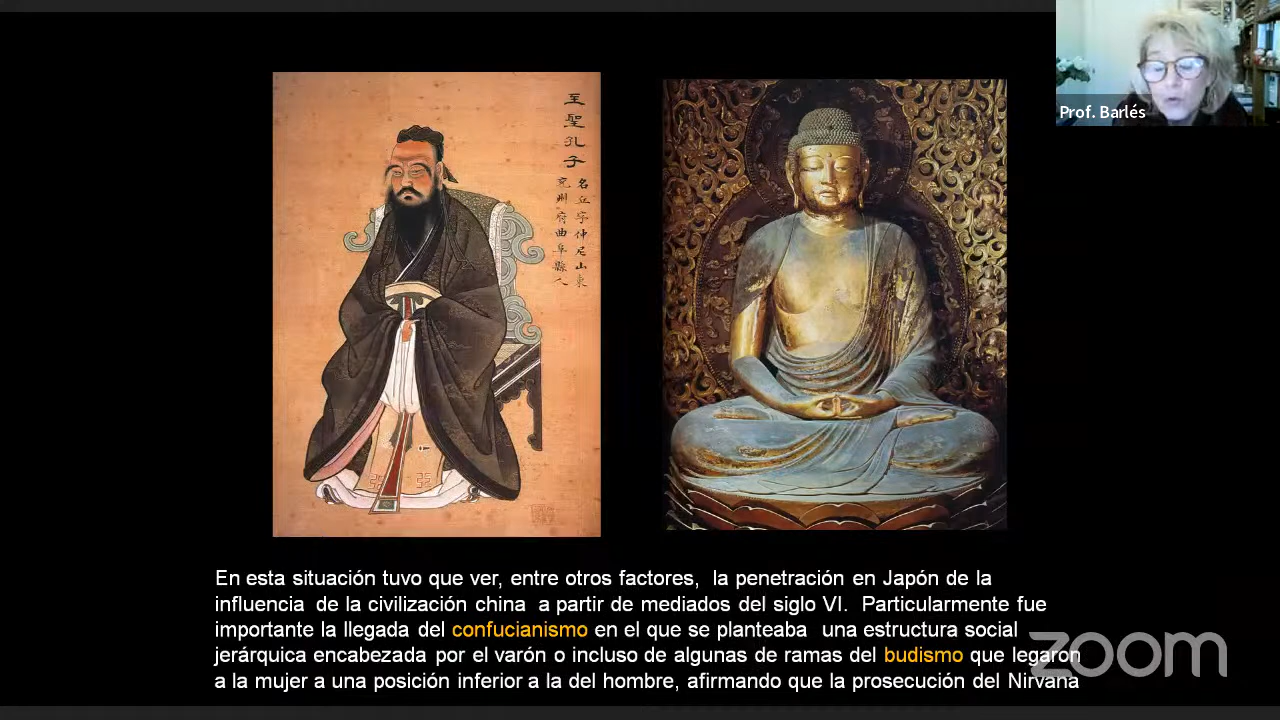 Prof. Barlés
至聖孔子
名丘字仲尼山東
兗州府曲阜縣人
En esta situación tuvo que ver, entre otros factores, la penetración en Japón de la
influencia de la civilización china a partir de mediados del siglo VI. Particularmente fue
importante la llegada del confucianismo en el que se planteaba una estructura social
jerárquica encabezada por el varón o incluso de algunas de ramas del budismo que legaron
a la mujer a una posición inferior a la del hombre, afirmando que la prosecución del Nirvana
zoom